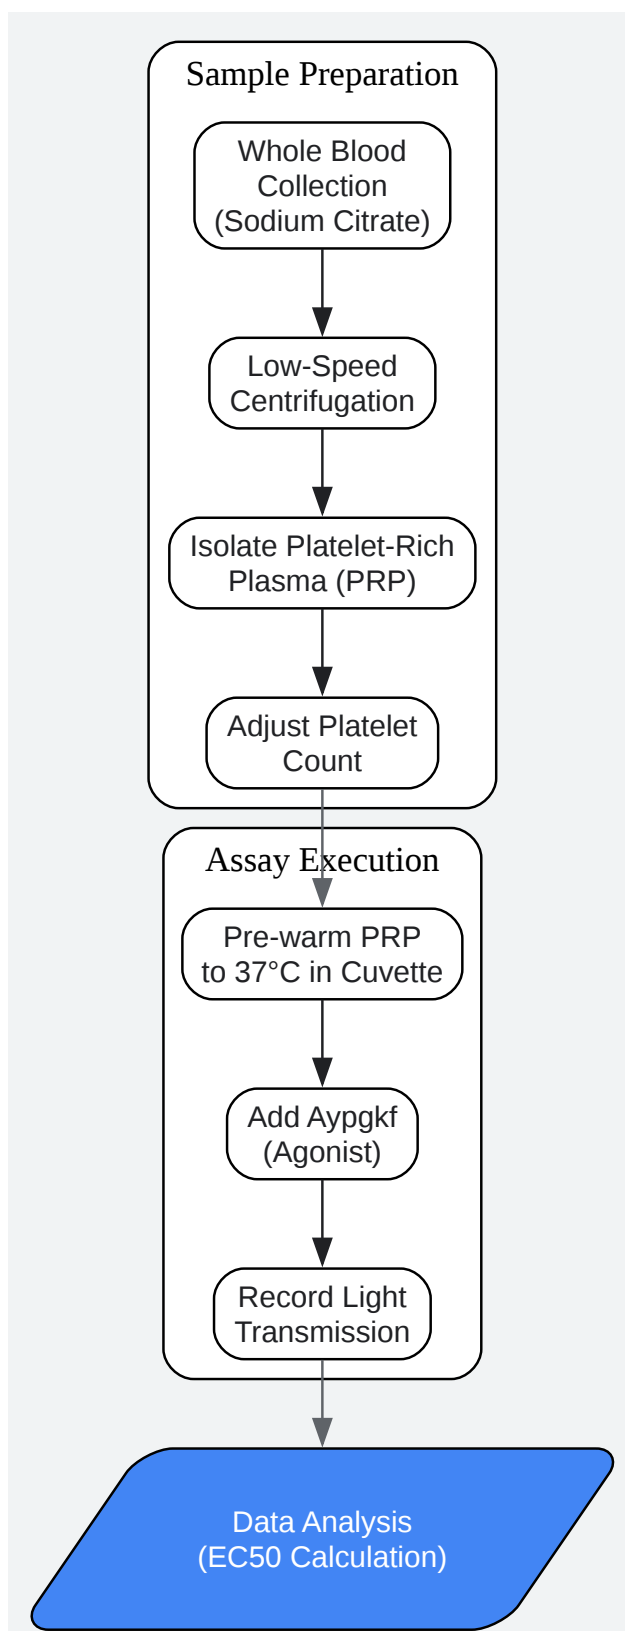 Sample Preparation
Whole Blood
Collection
(Sodium Citrate)
Low-Speed
Centrifugation
Isolate Platelet-Rich
Plasma (PRP)
Adjust Platelet
Count
Assay Execution
Pre-warm PRP
to 37°C in Cuvette
Add Aypgkf
(Agonist)
Record Light
Transmission
Data Analysis
(EC50 Calculation)